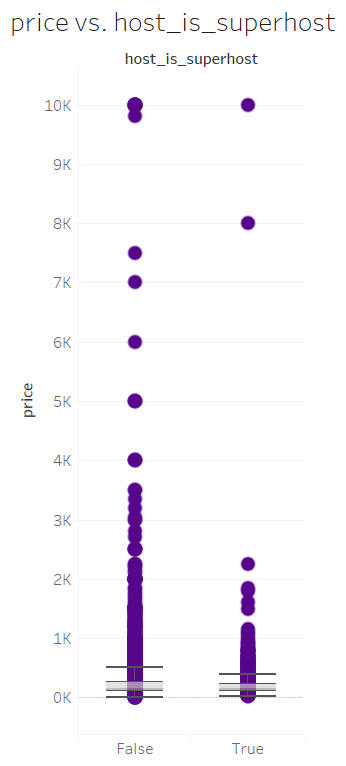 price vs. host_is_superhost
host_is_superhost
10K
9K
8K
7K
6K
5K
4K
3K
2K
1K
0K
price
False True